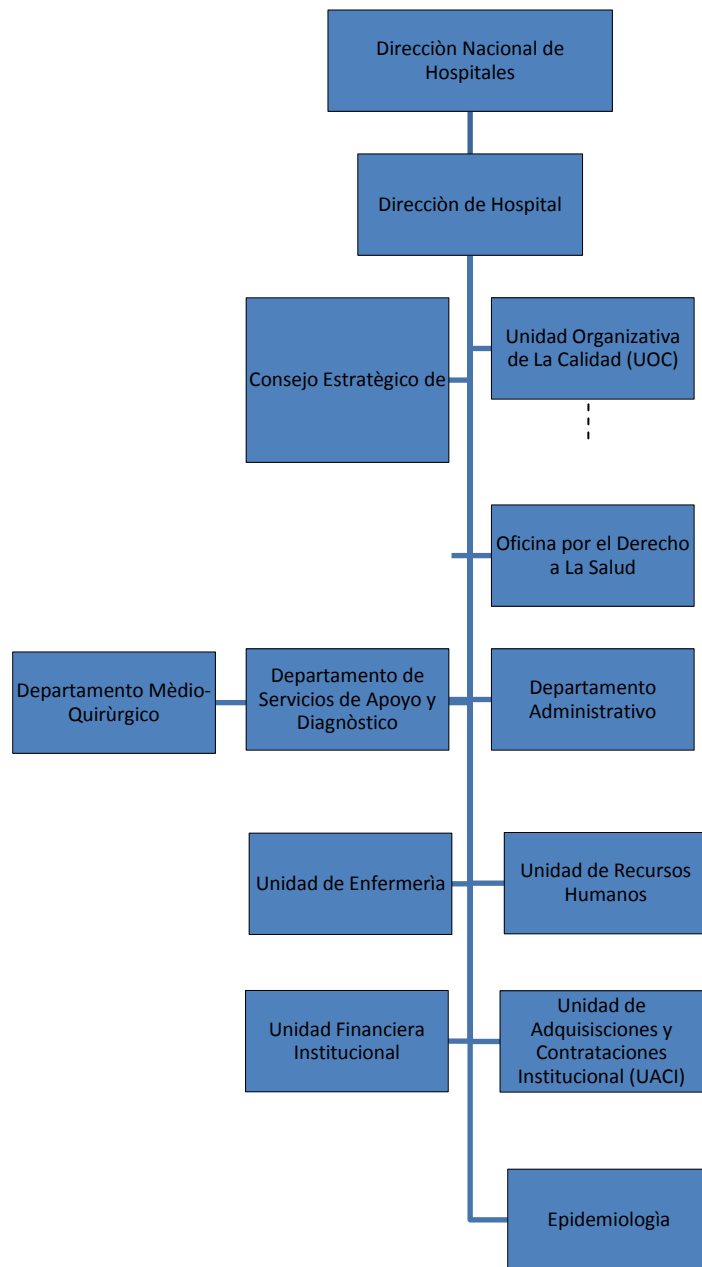 Direcciòn Nacional de
Hospitales
Direcciòn de Hospital
Consejo Estratègico de
Unidad Organizativa
de La Calidad (UOC)
Oficina por el Derecho
a La Salud
Departamento Mèdio-
Quirùrgico
Departamento de
Servicios de Apoyo y
Diagnòstico
Departamento
Administrativo
Unidad de Enfermerìa
Unidad de Recursos
Humanos
Unidad Financiera
Institucional
Unidad de
Adquisisciones y
Contrataciones
Institucional (UACI)
Epidemiologìa